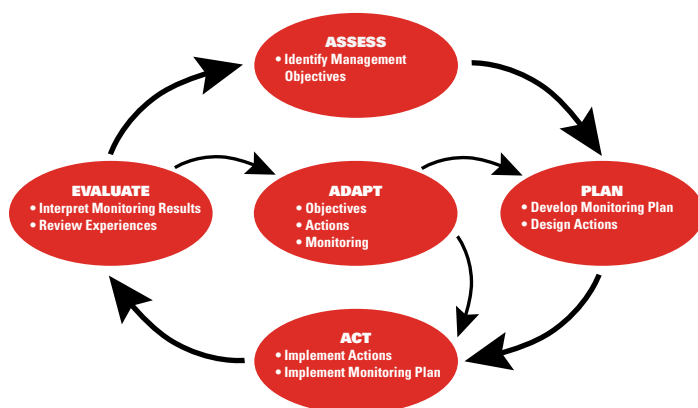 ASSESS
• Identify Management
Objectives
EVALUATE
• Interpret Monitoring Results
• Review Experiences
ADAPT
• Objectives
• Actions
• Monitoring
PLAN
• Develop Monitoring Plan
• Design Actions
ACT
• Implement Actions
• Implement Monitoring Plan